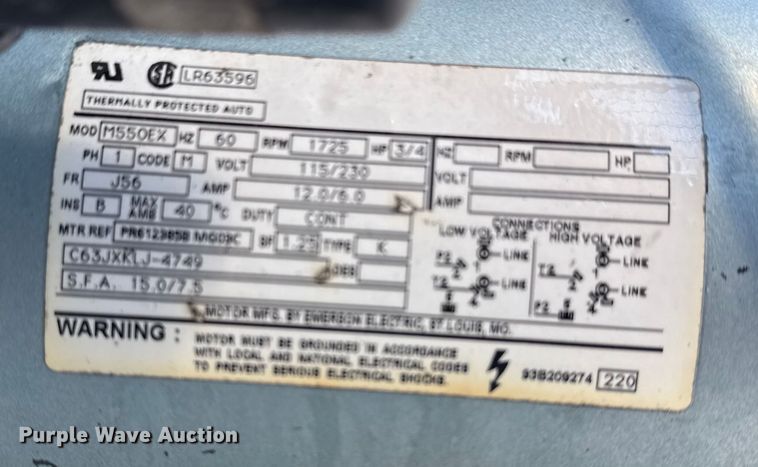 LR63596
THERMALLY PROTECTED AUTO
MOD M550EX HZ 60 RPM 1725 HP 3/4 HZ RPM HP
PH 1 CODE M VOLT 115/230 VOLT
FR J56 AMP 12.0/6.0 AMP
INS B MAX AMB 40 °C DUTY CONT CONNECTIONS
MTR REF SF 1.25 TYPE K LOW VOLTAGE HIGH VOLTAGE
C63JXKLJ-4749 LINE LINE
S.F.A. 15.0/7.5 LINE LINE
MOTOR MFG. BY EMERSON ELECTRIC, ST LOUIS, MO.
WARNING : MOTOR MUST BE GROUNDED IN ACCORDANCE
WITH LOCAL AND NATIONAL ELECTRICAL CODES
TO PREVENT SERIOUS ELECTRICAL SHOCKS.
938209274 220
Purple Wave Auction